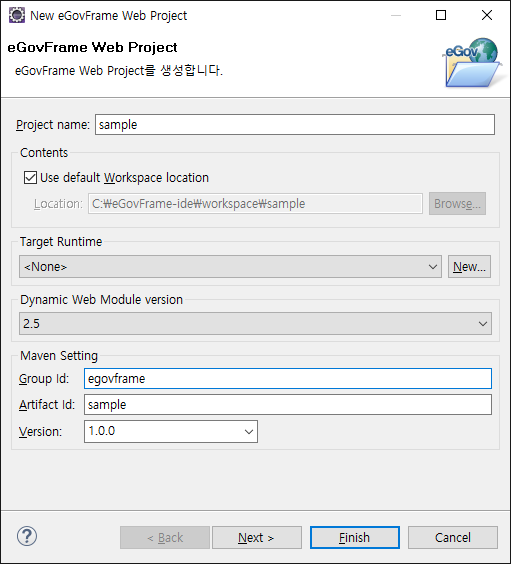 New eGovFrame Web Project
eGovFrame Web Project
eGovFrame Web Project를 생성합니다.
eGov
Project name: sample
Contents
Use default Workspace location
Location: C:₩eGovFrame-ide₩workspace₩sample Browse...
Target Runtime
<None> New...
Dynamic Web Module version
2.5
Maven Setting
Group Id: egovframe
Artifact Id: sample
Version: 1.0.0
? < Back Next > Finish Cancel